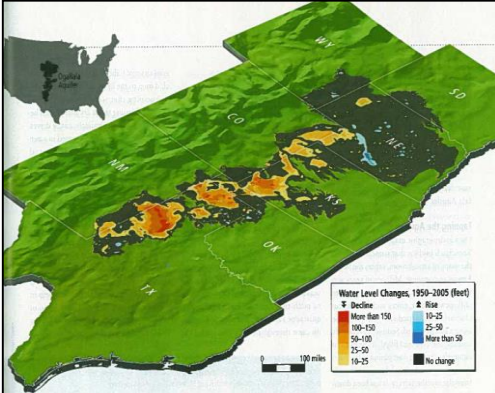 Ogallala
Aquifer
WY
SD
CO
NE
NM
KS
OK
TX
Water Level Changes, 1950–2005 (feet)
Decline
Rise
More than 150
10–25
100–150
25–50
50–100
More than 50
25–50
10–25
No change
0
100 miles